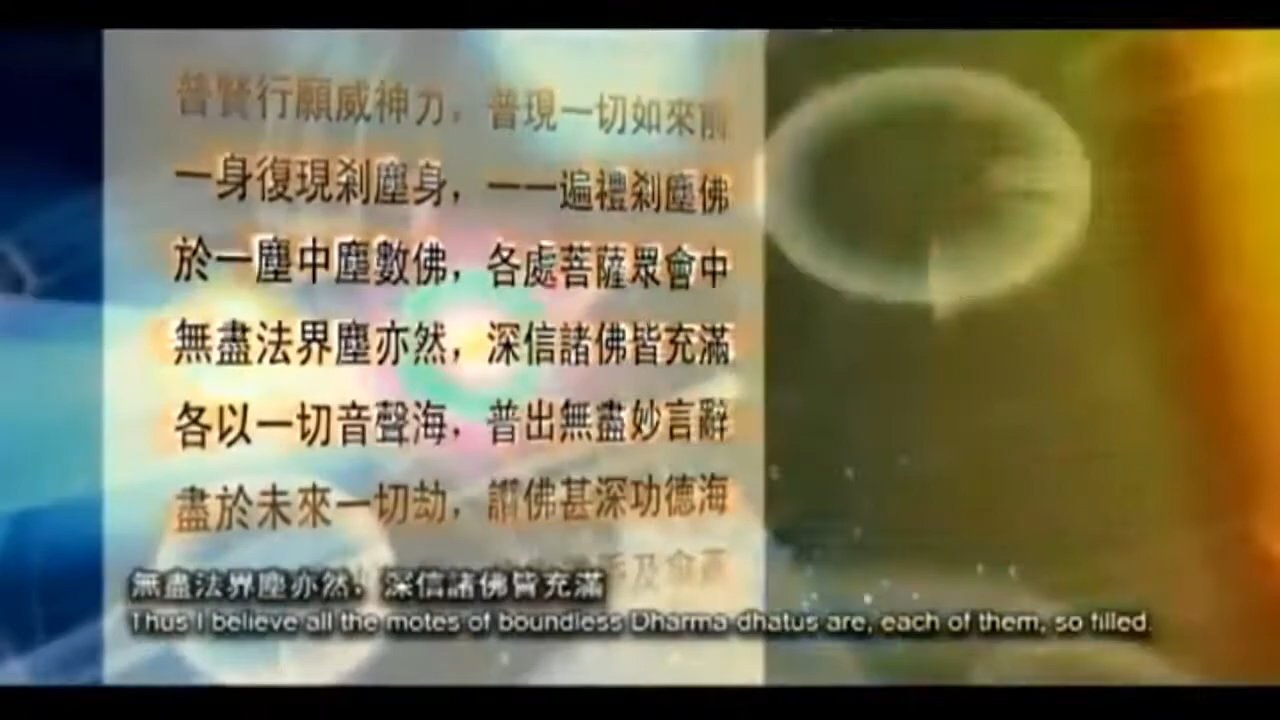 普賢行願威神力，普現一切如來前
一身復現剎塵身，一一遍禮剎塵佛
於一塵中塵數佛，各處菩薩眾會中
無盡法界塵亦然，深信諸佛皆充滿
各以一切音聲海，普出無盡妙言辭
盡於未來一切劫，讚佛甚深功德海
及傘蓋
無盡法界塵亦然，深信諸佛皆充滿
Thus I believe all the motes of boundless Dharma-dhatus are, each of them, so filled.